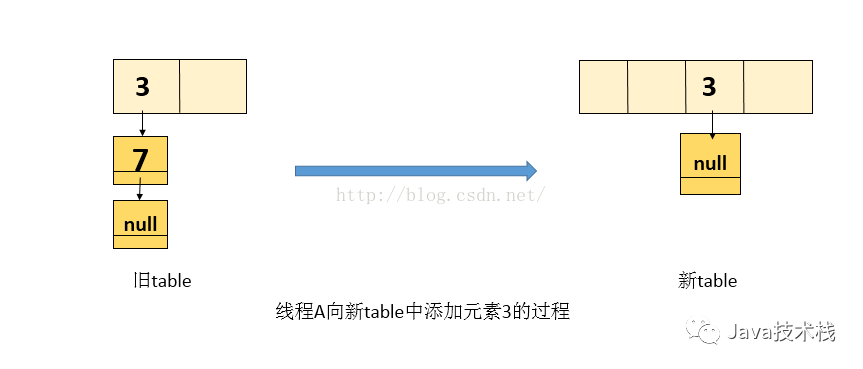 3
3
7
null
null
http://blog.csdn.net/
旧table
新table
线程A向新table中添加元素3的过程
Java技术栈